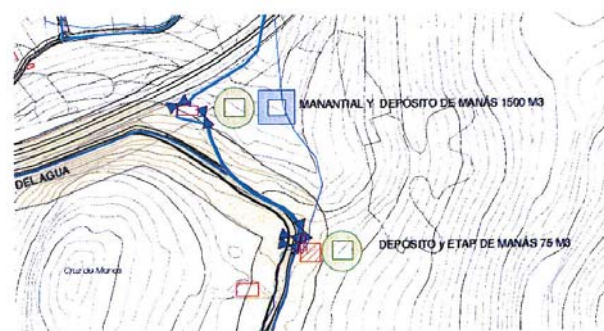 MANANTIAL Y DEPÓSITO DE MANÁS 1500 M3
DEL AGUA
DEPÓSITO y ETAP DE MANÁS 75 M3
Cruz de Manás